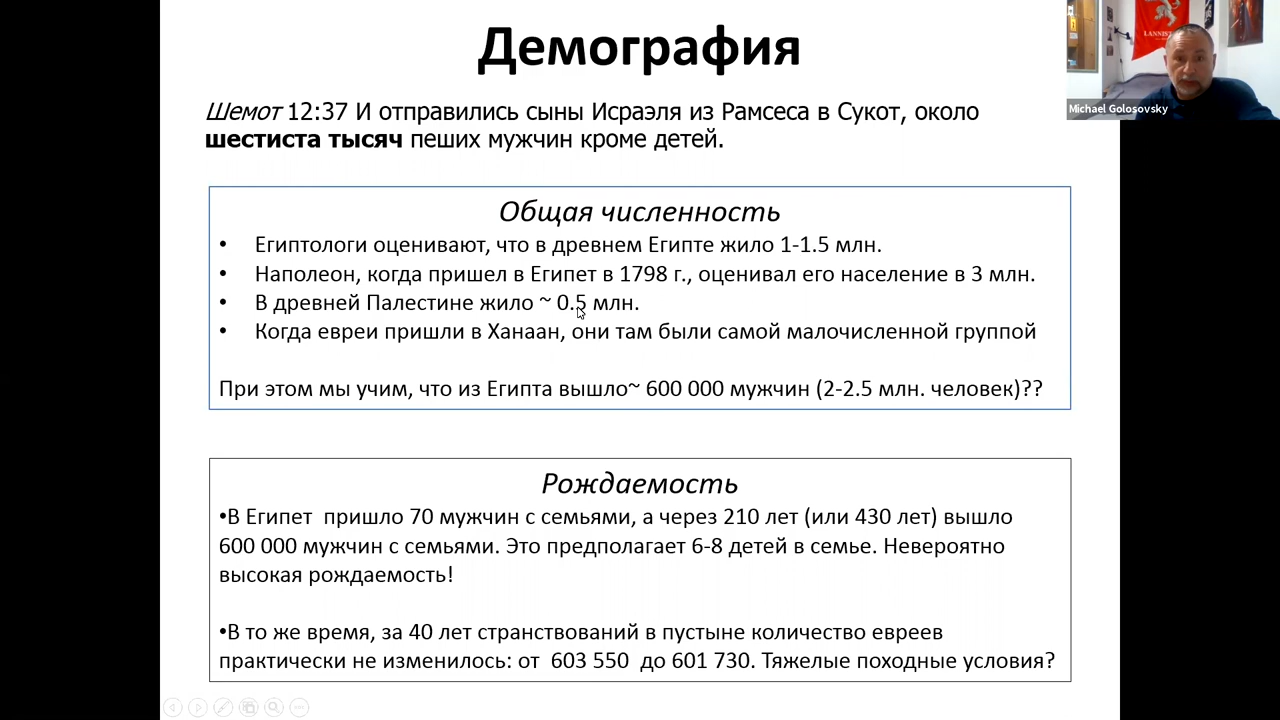 Демография
Шемот 12:37 И отправились сыны Исраэля из Рамсеса в Сукот, около
шестиста тысяч пеших мужчин кроме детей.
Общая численность
• Египтологи оценивают, что в древнем Египте жило 1-1.5 млн.
• Наполеон, когда пришел в Египет в 1798 г., оценивал его население в 3 млн.
• В древней Палестине жило ~ 0.5 млн.
• Когда евреи пришли в Ханаан, они там были самой малочисленной группой
При этом мы учим, что из Египта вышло~ 600 000 мужчин (2-2.5 млн. человек)??
Рождаемость
•В Египет пришло 70 мужчин с семьями, а через 210 лет (или 430 лет) вышло
600 000 мужчин с семьями. Это предполагает 6-8 детей в семье. Невероятно
высокая рождаемость!
•В то же время, за 40 лет странствований в пустыне количество евреев
практически не изменилось: от 603 550 до 601 730. Тяжелые походные условия?
Michael Golosovsky